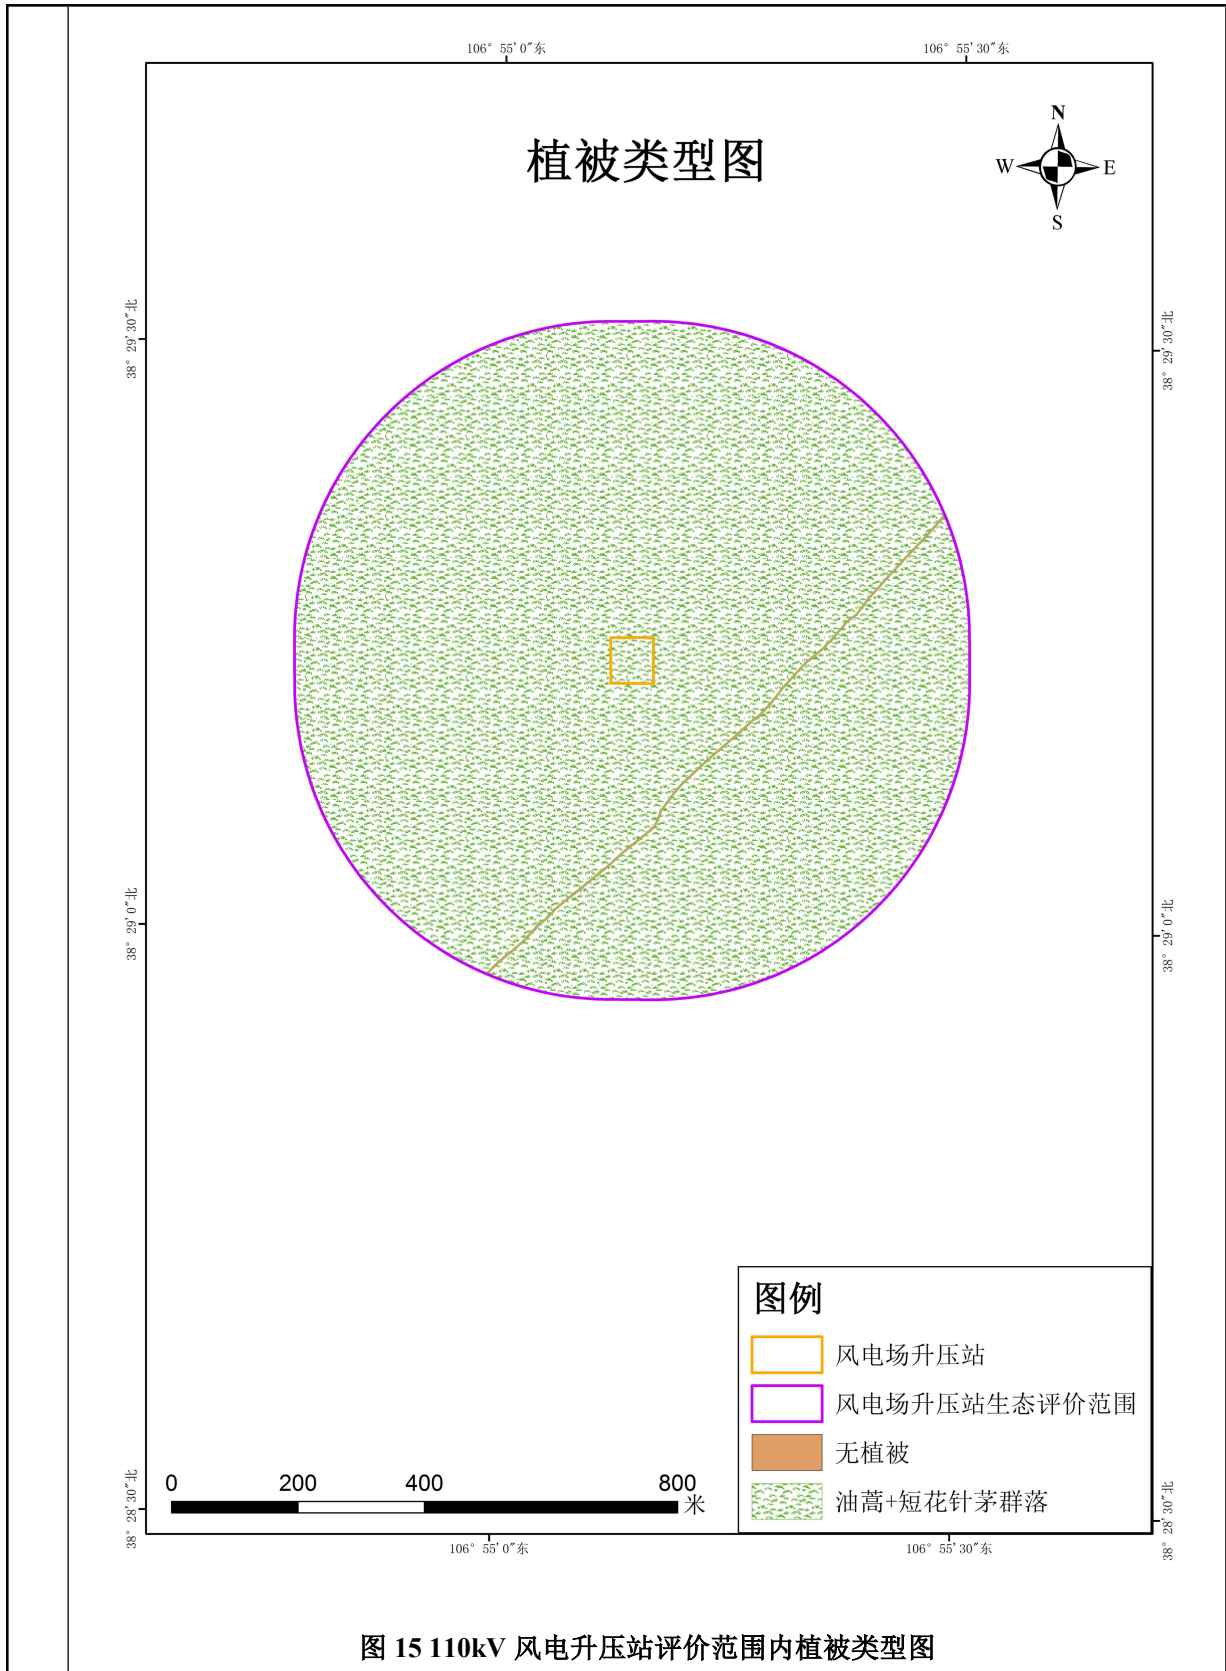 106° 55'0"东
106° 55'30"东
植被类型图
N
W
E
S
38° 29'30"北
38° 29'30"北
38° 29'0"北
38° 29'0"北
图例
风电场升压站
风电场升压站生态评价范围
无植被
油蒿+短花针茅群落
0 200 400 800
米
38° 28'30"北
38° 28'30"北
106° 55'0"东
106° 55'30"东
图 15 110kV 风电升压站评价范围内植被类型图